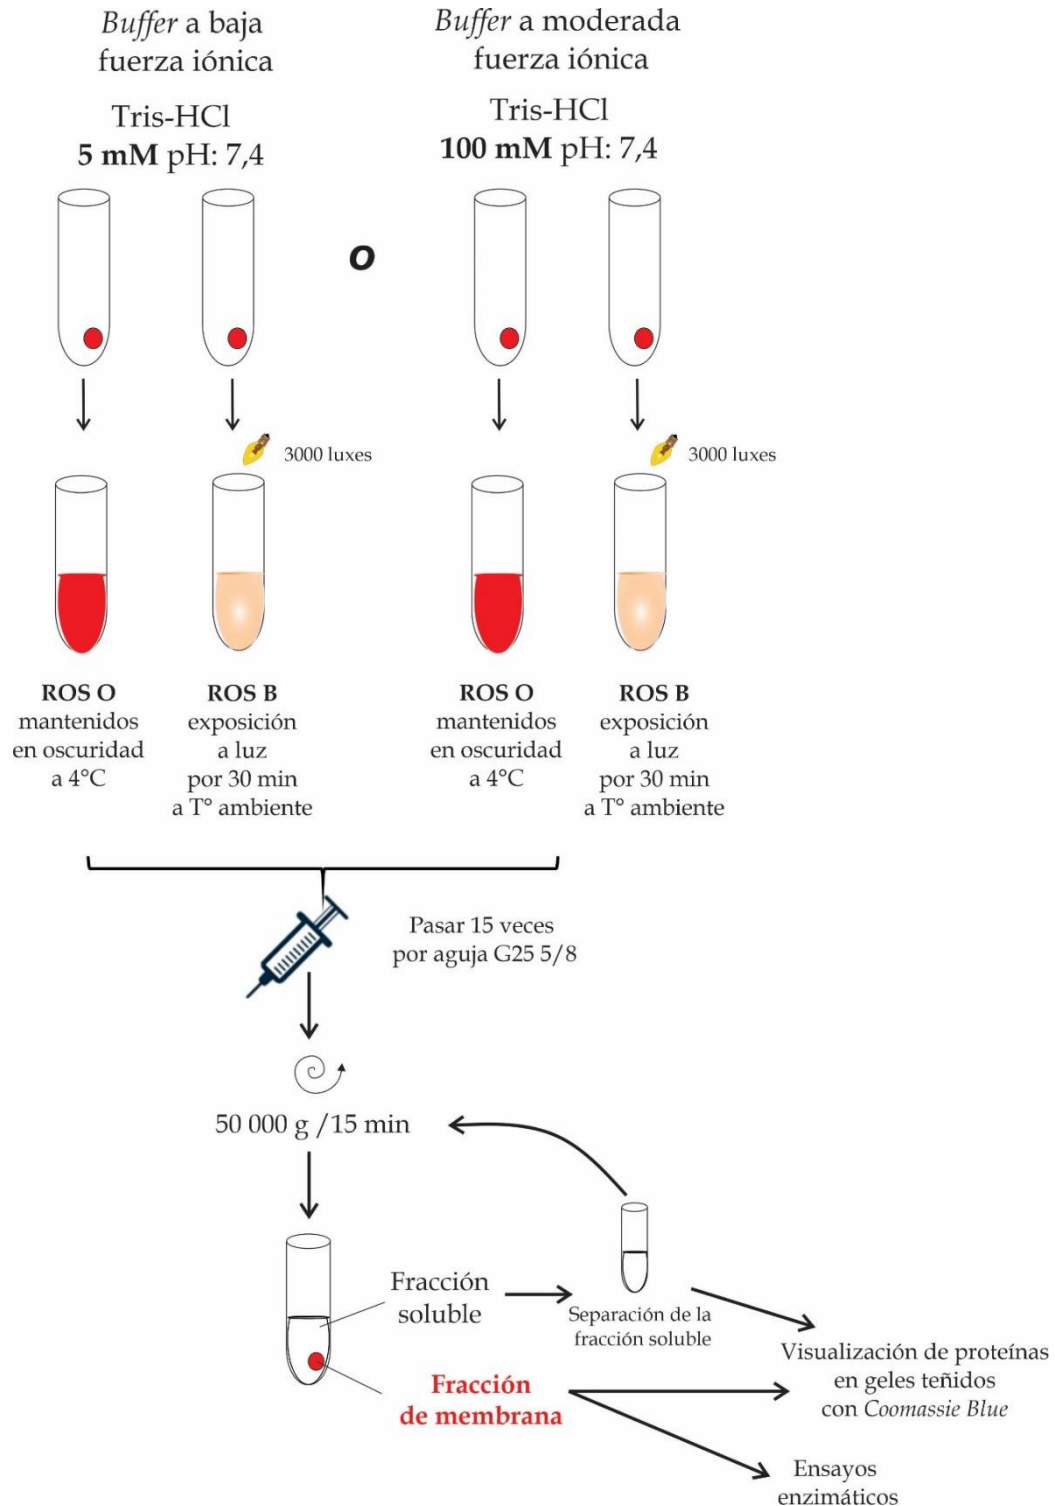 Buffer a baja
fuerza iónica
Tris-HCl
5 mM pH: 7,4
Buffer a moderada
fuerza iónica
Tris-HCl
100 mM pH: 7,4
o
3000 luxes
3000 luxes
ROS O
mantenidos
en oscuridad
a 4°C
ROS B
exposición
a luz
por 30 min
a T° ambiente
ROS O
mantenidos
en oscuridad
a 4°C
ROS B
exposición
a luz
por 30 min
a T° ambiente
Pasar 15 veces
por aguja G25 5/8
50 000 g /15 min
Fracción
soluble
Separación de la
fracción soluble
Fracción
de membrana
Visualización de proteínas
en geles teñidos
con Coomassie Blue
Ensayos
enzimáticos